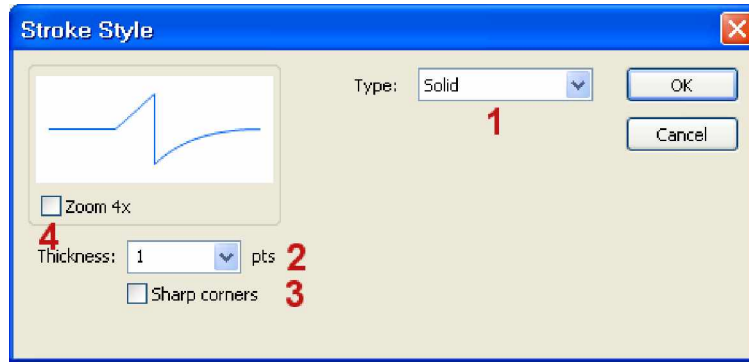 Stroke Style
Type: Solid OK
1
Cancel
Zoom 4x
4
Thickness: 1 pts 2
Sharp corners 3